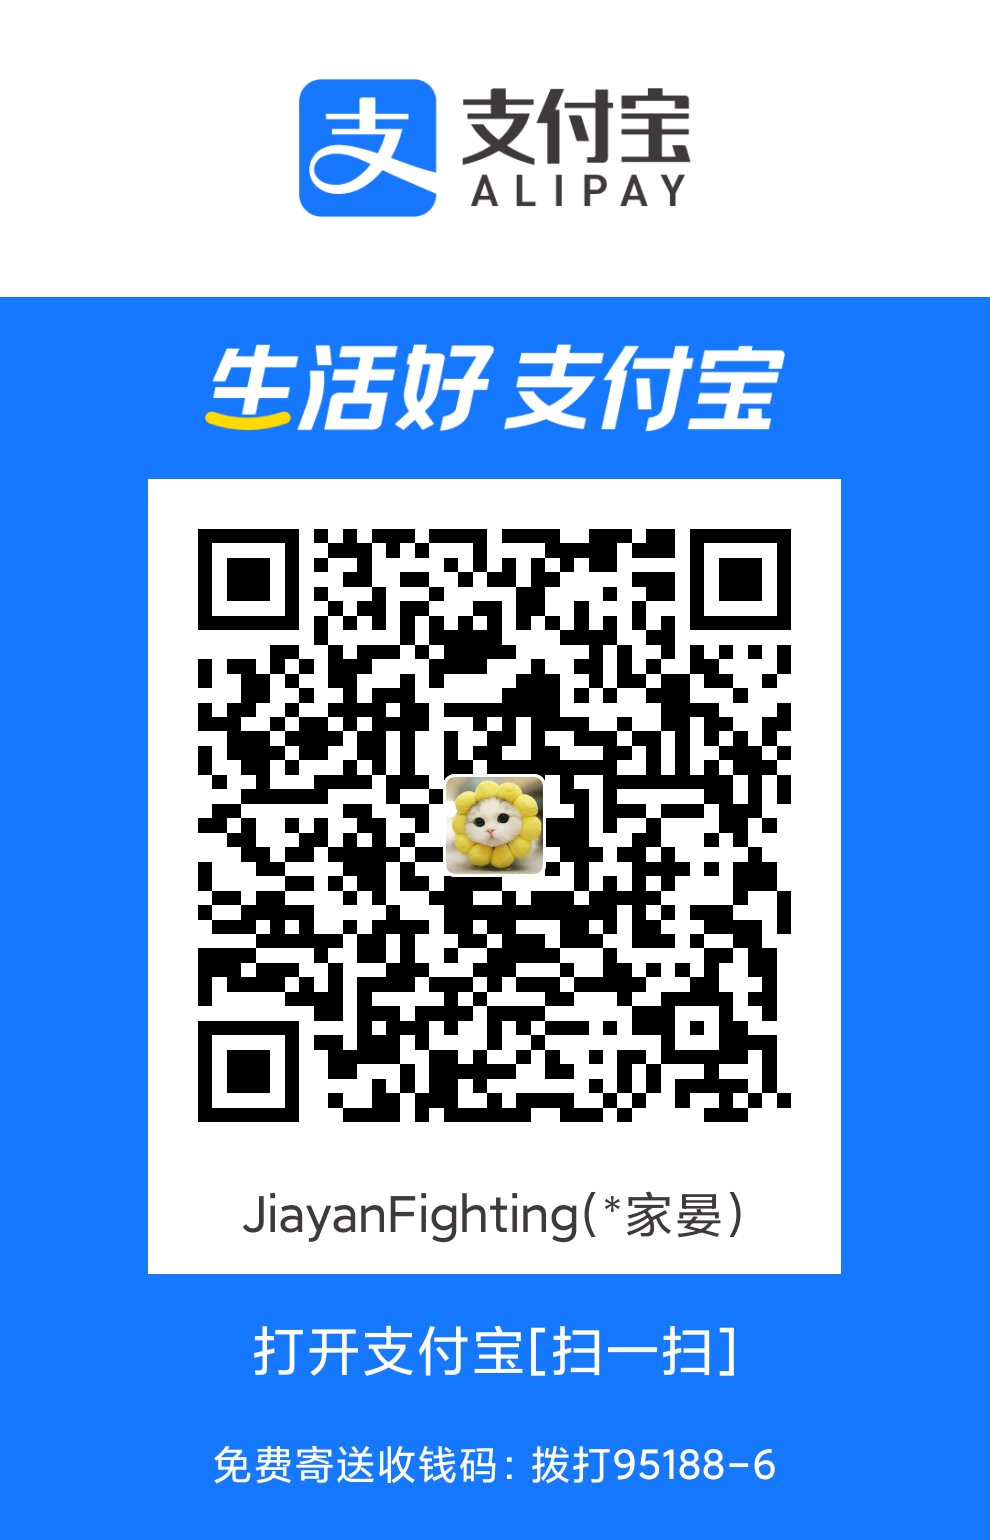 支
支付宝
ALIPAY
生活好 支付宝
JiayanFighting(*家晏)
打开支付宝[扫一扫]
免费寄送收钱码：拨打95188-6